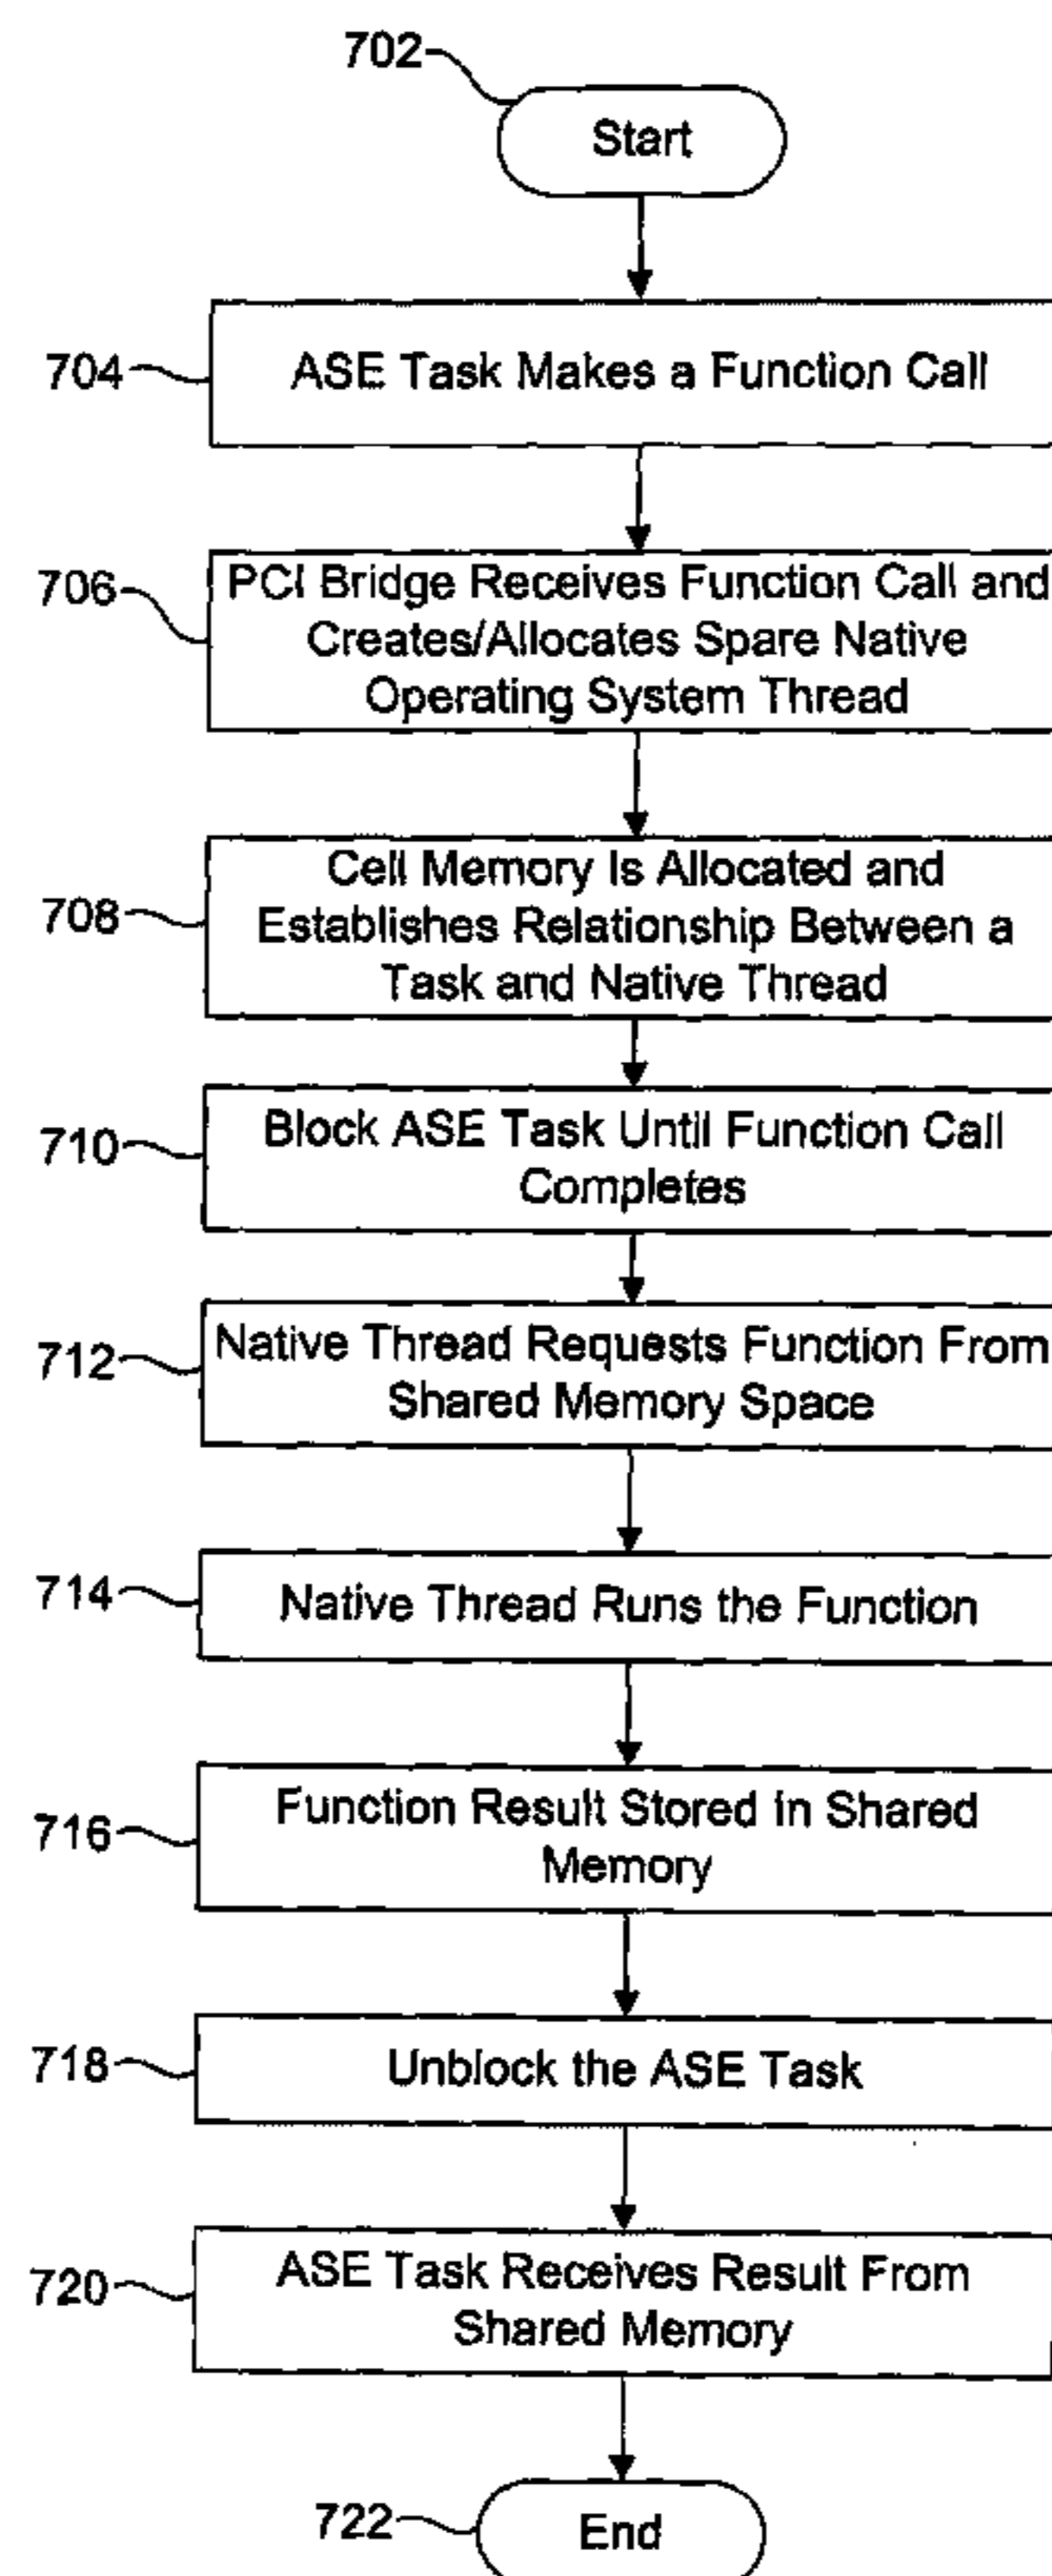 702
Start
704
ASE Task Makes a Function Call
706
PCI Bridge Receives Function Call and
Creates/Allocates Spare Native
Operating System Thread
708
Cell Memory Is Allocated and
Establishes Relationship Between a
Task and Native Thread
710
Block ASE Task Until Function Call
Completes
712
Native Thread Requests Function From
Shared Memory Space
714
Native Thread Runs the Function
716
Function Result Stored in Shared
Memory
718
Unblock the ASE Task
720
ASE Task Receives Result From
Shared Memory
722
End